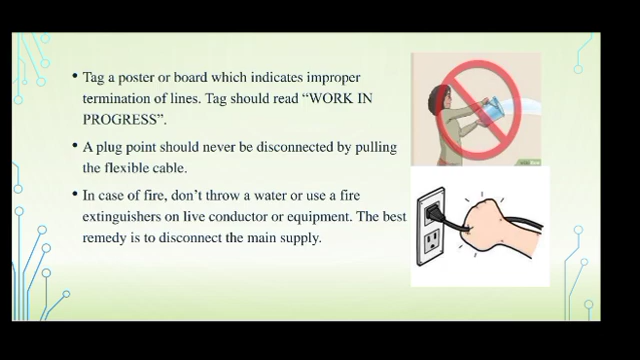 • Tag a poster or board which indicates improper
termination of lines. Tag should read “WORK IN
PROGRESS”.
• A plug point should never be disconnected by pulling
the flexible cable.
• In case of fire, don’t throw a water or use a fire
extinguishers on live conductor or equipment. The best
remedy is to disconnect the main supply.